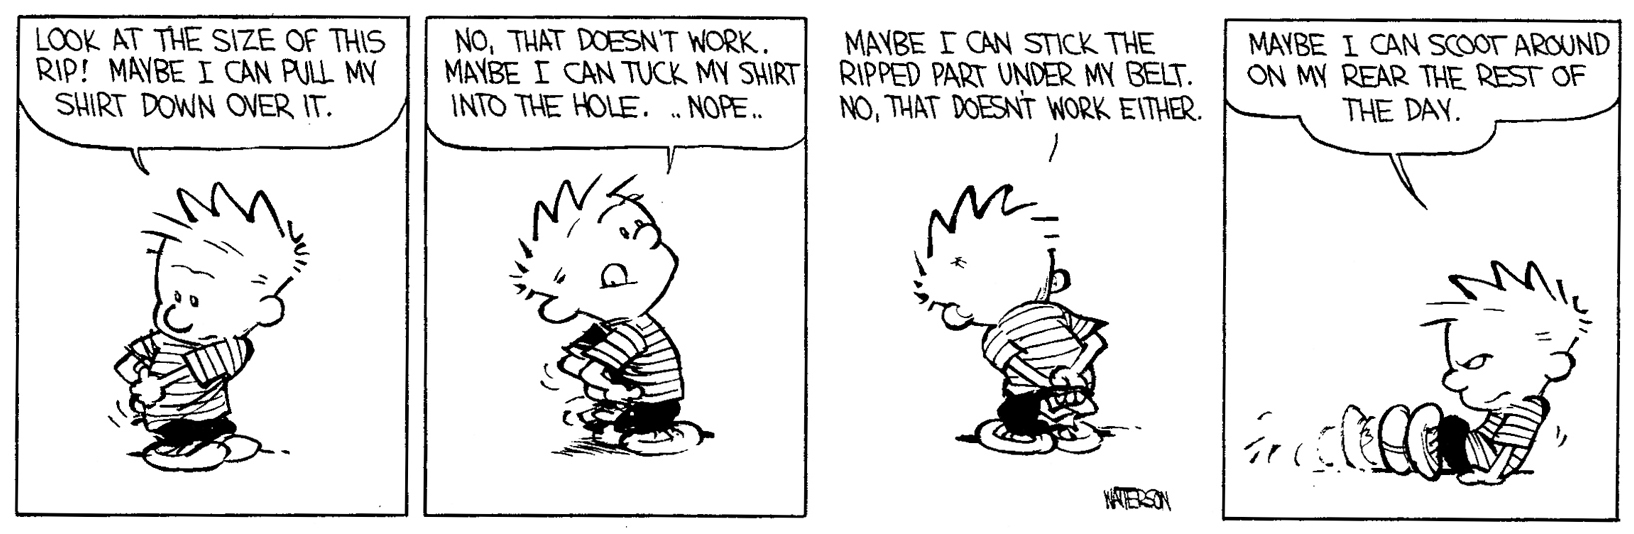 LOOK AT THE SIZE OF THIS
RIP! MAYBE I CAN PULL MY
SHIRT DOWN OVER IT.
NO, THAT DOESN'T WORK.
MAYBE I CAN TUCK MY SHIRT
INTO THE HOLE. ..NOPE..
MAYBE I CAN STICK THE
RIPPED PART UNDER MY BELT.
NO, THAT DOESN'T WORK EITHER.
WATTERSON
MAYBE I CAN SCOOT AROUND
ON MY REAR THE REST OF
THE DAY.